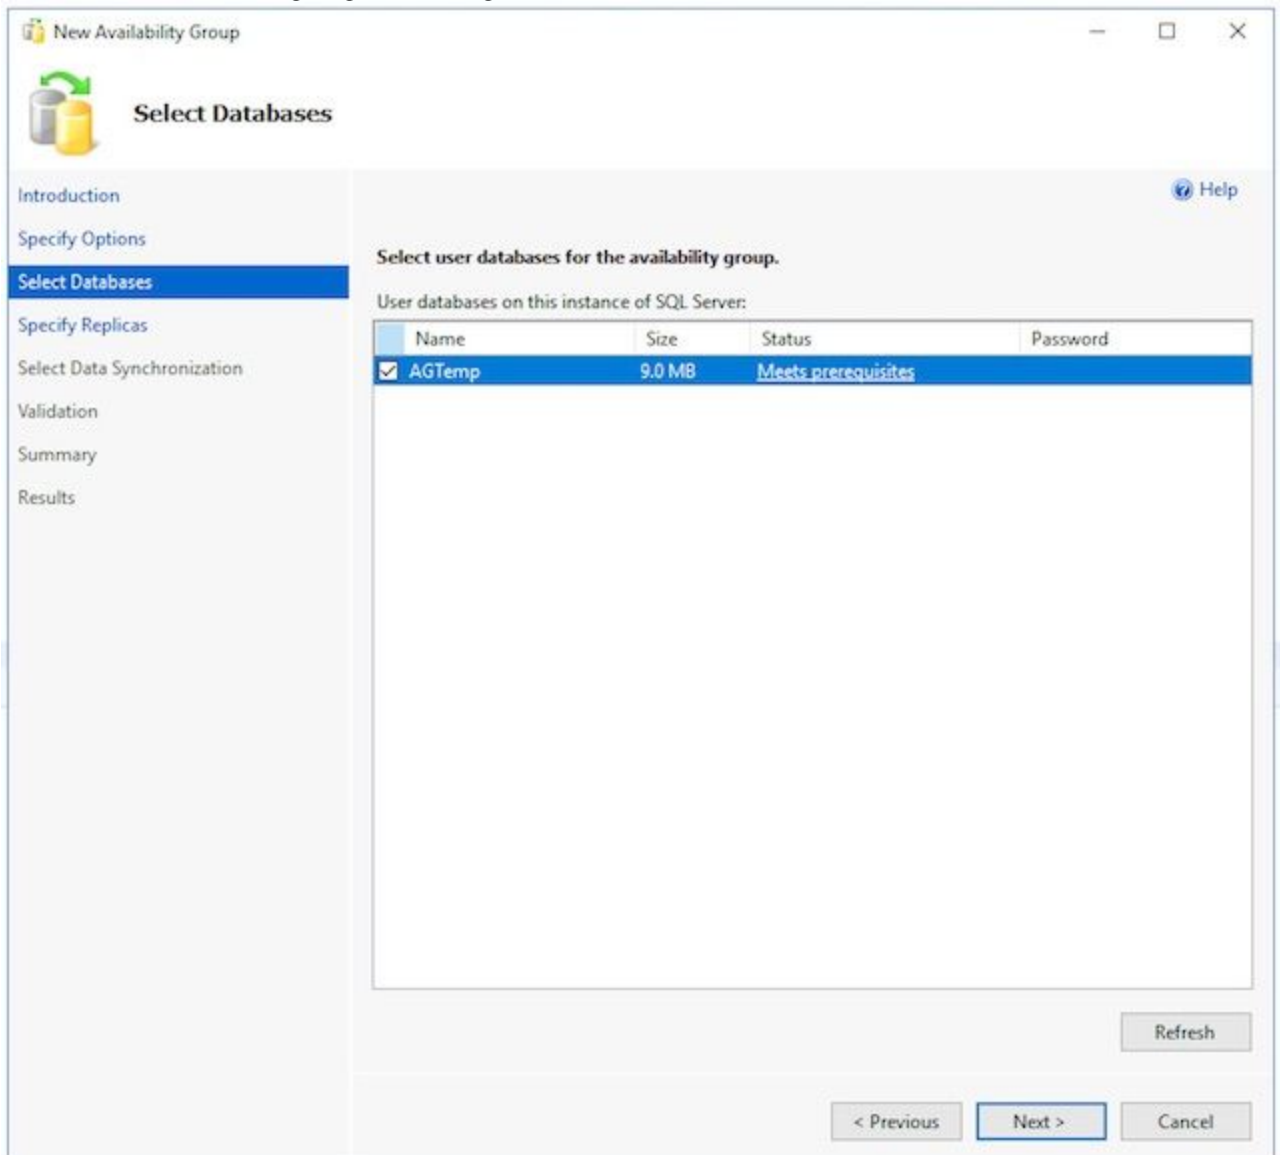 New Availability Group
Select Databases
Introduction
Help
Specify Options
Select user databases for the availability group.
Select Databases
User databases on this instance of SQL Server:
Specify Replicas
Name Size Status Password
Select Data Synchronization
AGTemp 9.0 MB Meets prerequisites
Validation
Summary
Results
Refresh
< Previous Next > Cancel